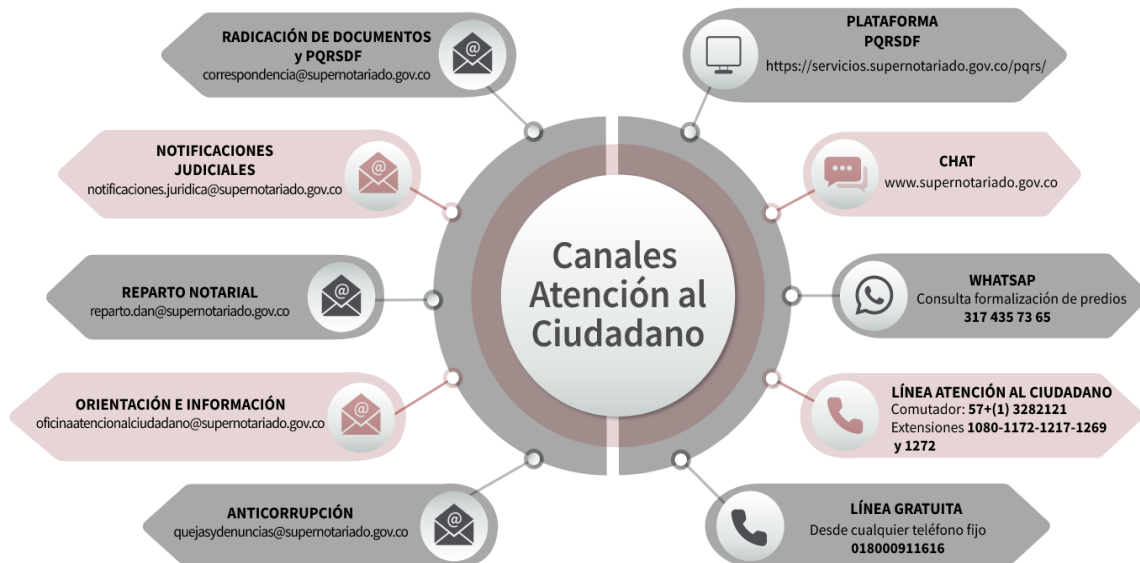 RADICACIÓN DE DOCUMENTOS
y PQRSDF
correspondencia@supernotariado.gov.co
NOTIFICACIONES
JUDICIALES
notificaciones.juridica@supernotariado.gov.co
REPARTO NOTARIAL
reparto.dan@supernotariado.gov.co
ORIENTACIÓN E INFORMACIÓN
oficinaatencionalciudadano@supernotariado.gov.co
ANTICORRUPCIÓN
quejasydenuncias@supernotariado.gov.co
Canales
Atención al
Ciudadano
PLATAFORMA
PQRSDF
https://servicios.supernotariado.gov.co/pqrs/
CHAT
www.supernotariado.gov.co
WHATSAP
Consulta formalización de predios
317 435 73 65
LÍNEA ATENCIÓN AL CIUDADANO
Comutador: 57+(1) 3282121
Extensiones 1080-1172-1217-1269
y 1272
LÍNEA GRATUITA
Desde cualquier teléfono fijo
018000911616